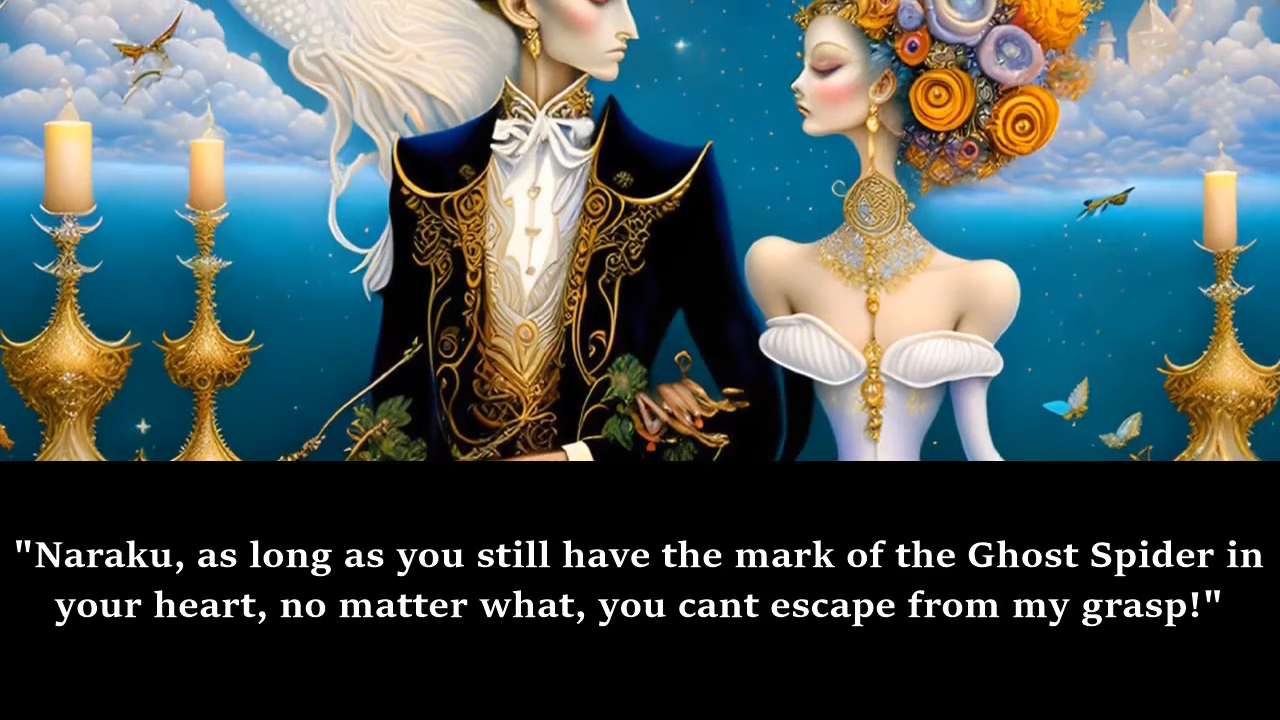 "Naraku, as long as you still have the mark of the Ghost Spider in
your heart, no matter what, you cant escape from my grasp!"